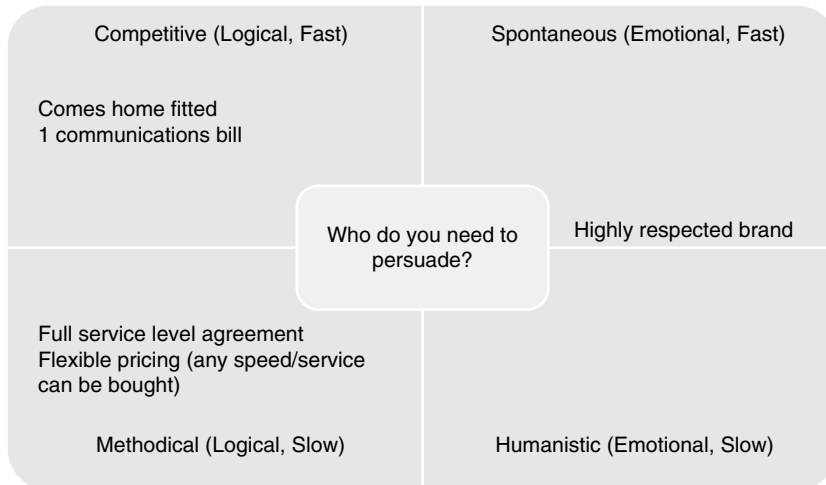 Competitive (Logical, Fast)
Spontaneous (Emotional, Fast)
Comes home fitted
1 communications bill
Who do you need to
persuade?
Highly respected brand
Full service level agreement
Flexible pricing (any speed/service
can be bought)
Methodical (Logical, Slow)
Humanistic (Emotional, Slow)